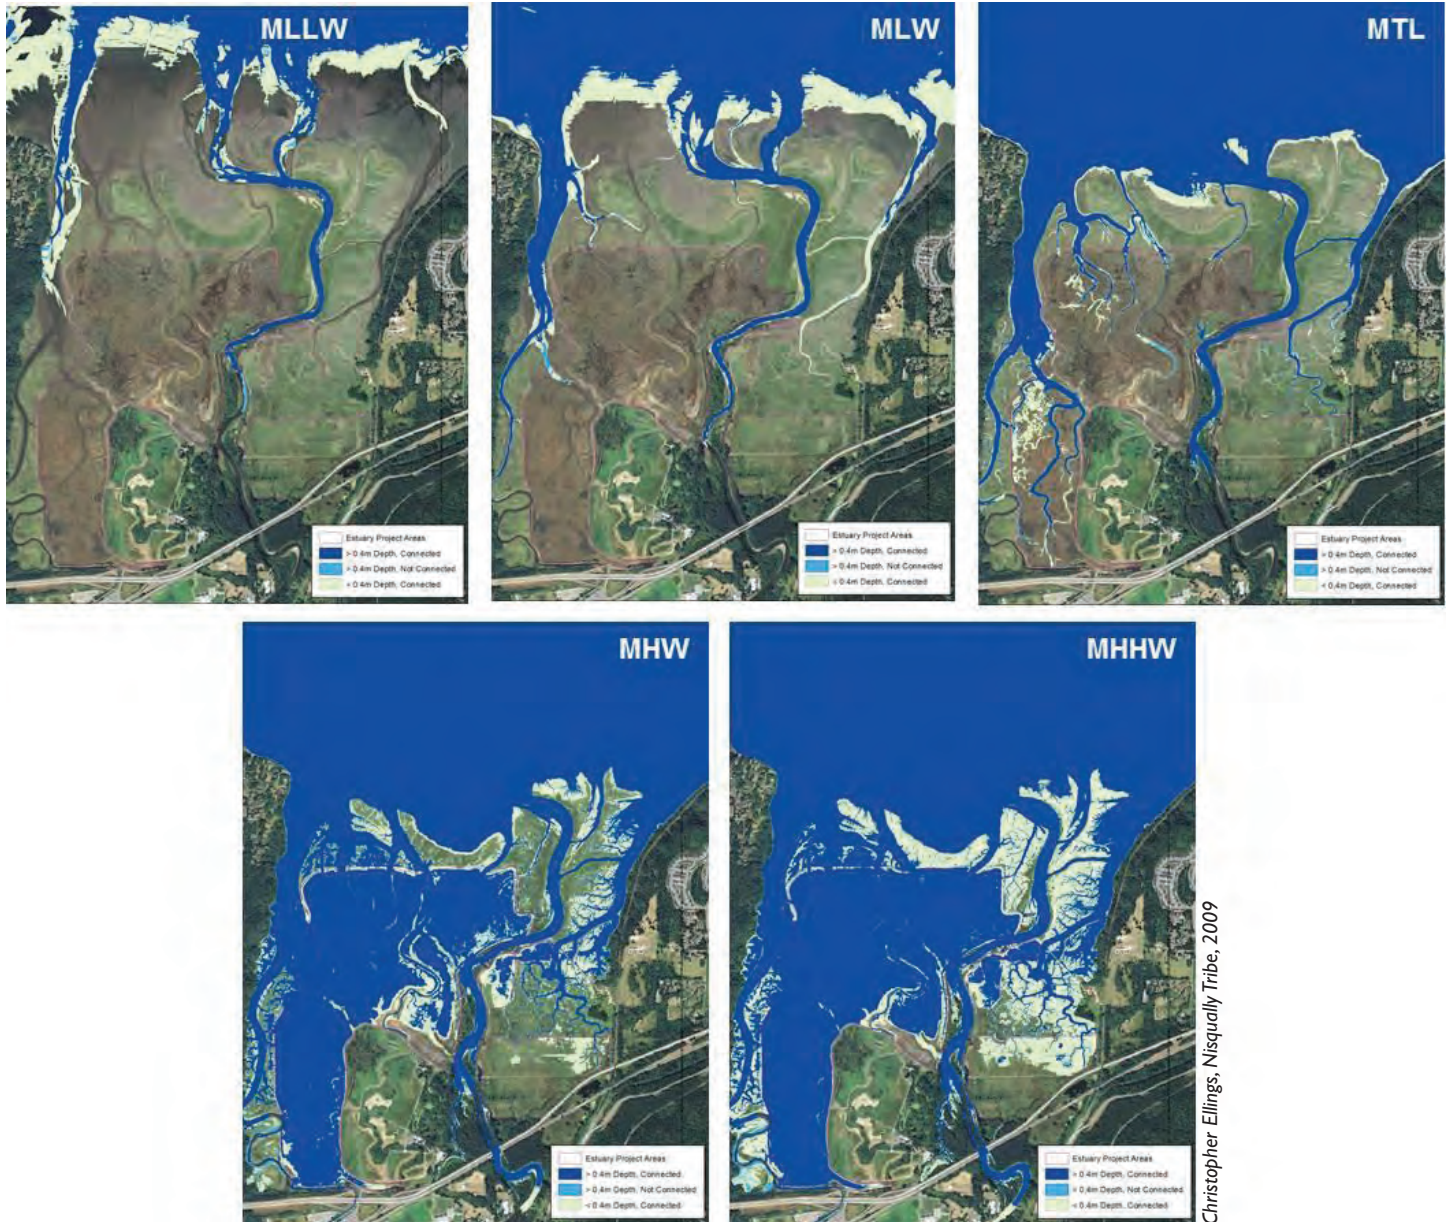 MLLW
Estuary Project Areas
> 0.4m Depth, Connected
> 0.4m Depth, Not Connected
< 0.4m Depth, Connected
MLW
Estuary Project Areas
> 0.4m Depth, Connected
> 0.4m Depth, Not Connected
< 0.4m Depth, Connected
MTL
Estuary Project Areas
> 0.4m Depth, Connected
> 0.4m Depth, Not Connected
< 0.4m Depth, Connected
MHW
Estuary Project Areas
> 0.4m Depth, Connected
> 0.4m Depth, Not Connected
< 0.4m Depth, Connected
MHHW
Estuary Project Areas
> 0.4m Depth, Connected
> 0.4m Depth, Not Connected
< 0.4m Depth, Connected
Christopher Ellings, Nisqually Tribe, 2009